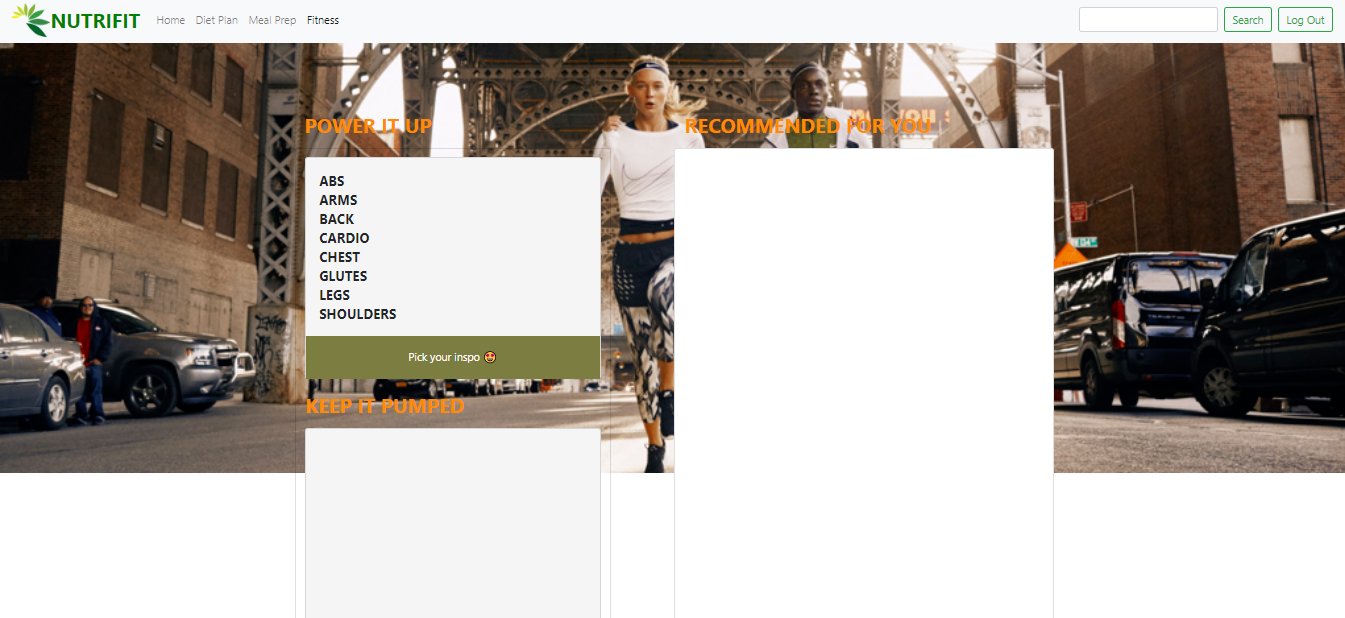 NUTRIFIT Home Diet Plan Meal Prep Fitness Search Log Out
POWER IT UP
ABS
ARMS
BACK
CARDIO
CHEST
GLUTES
LEGS
SHOULDERS
Pick your inspo 🤩
KEEP IT PUMPED
RECOMMENDED FOR YOU